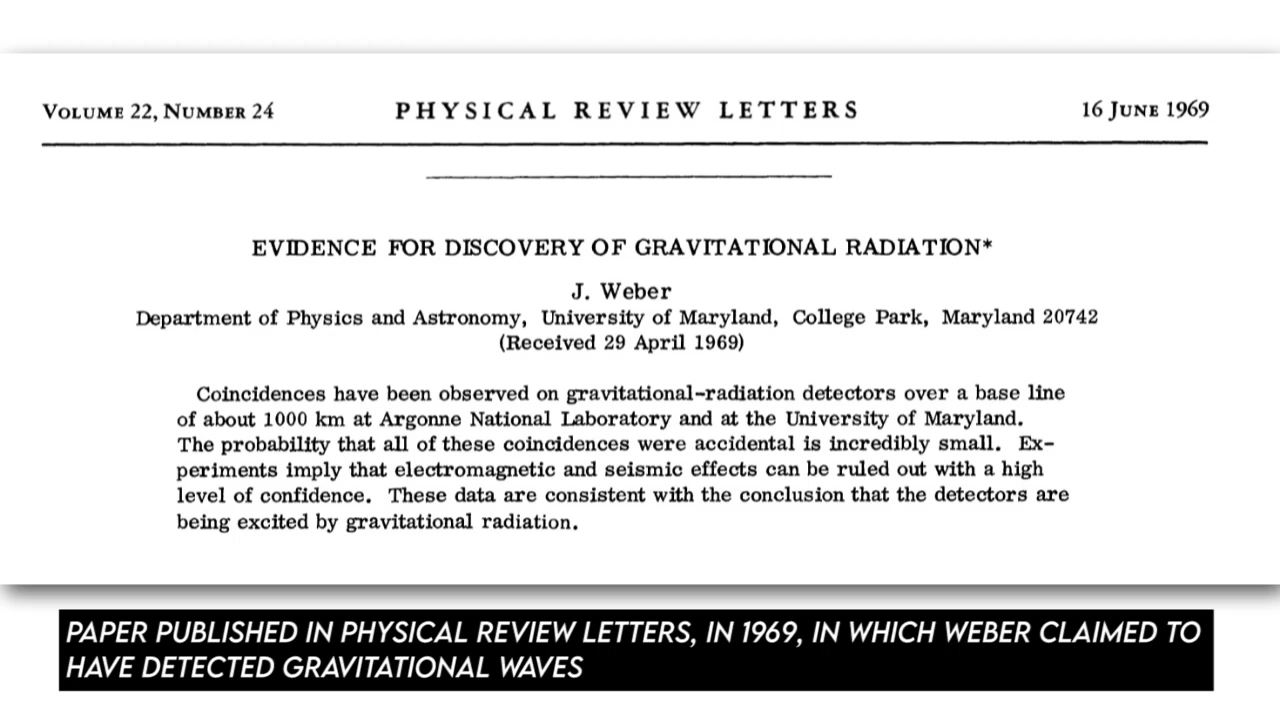 VOLUME 22, NUMBER 24 PHYSICAL REVIEW LETTERS 16 JUNE 1969
EVIDENCE FOR DISCOVERY OF GRAVITATIONAL RADIATION*
J. Weber
Department of Physics and Astronomy, University of Maryland, College Park, Maryland 20742
(Received 29 April 1969)
Coincidences have been observed on gravitational-radiation detectors over a base line
of about 1000 km at Argonne National Laboratory and at the University of Maryland.
The probability that all of these coincidences were accidental is incredibly small. Ex-
periments imply that electromagnetic and seismic effects can be ruled out with a high
level of confidence. These data are consistent with the conclusion that the detectors are
being excited by gravitational radiation.
PAPER PUBLISHED IN PHYSICAL REVIEW LETTERS, IN 1969, IN WHICH WEBER CLAIMED TO
HAVE DETECTED GRAVITATIONAL WAVES